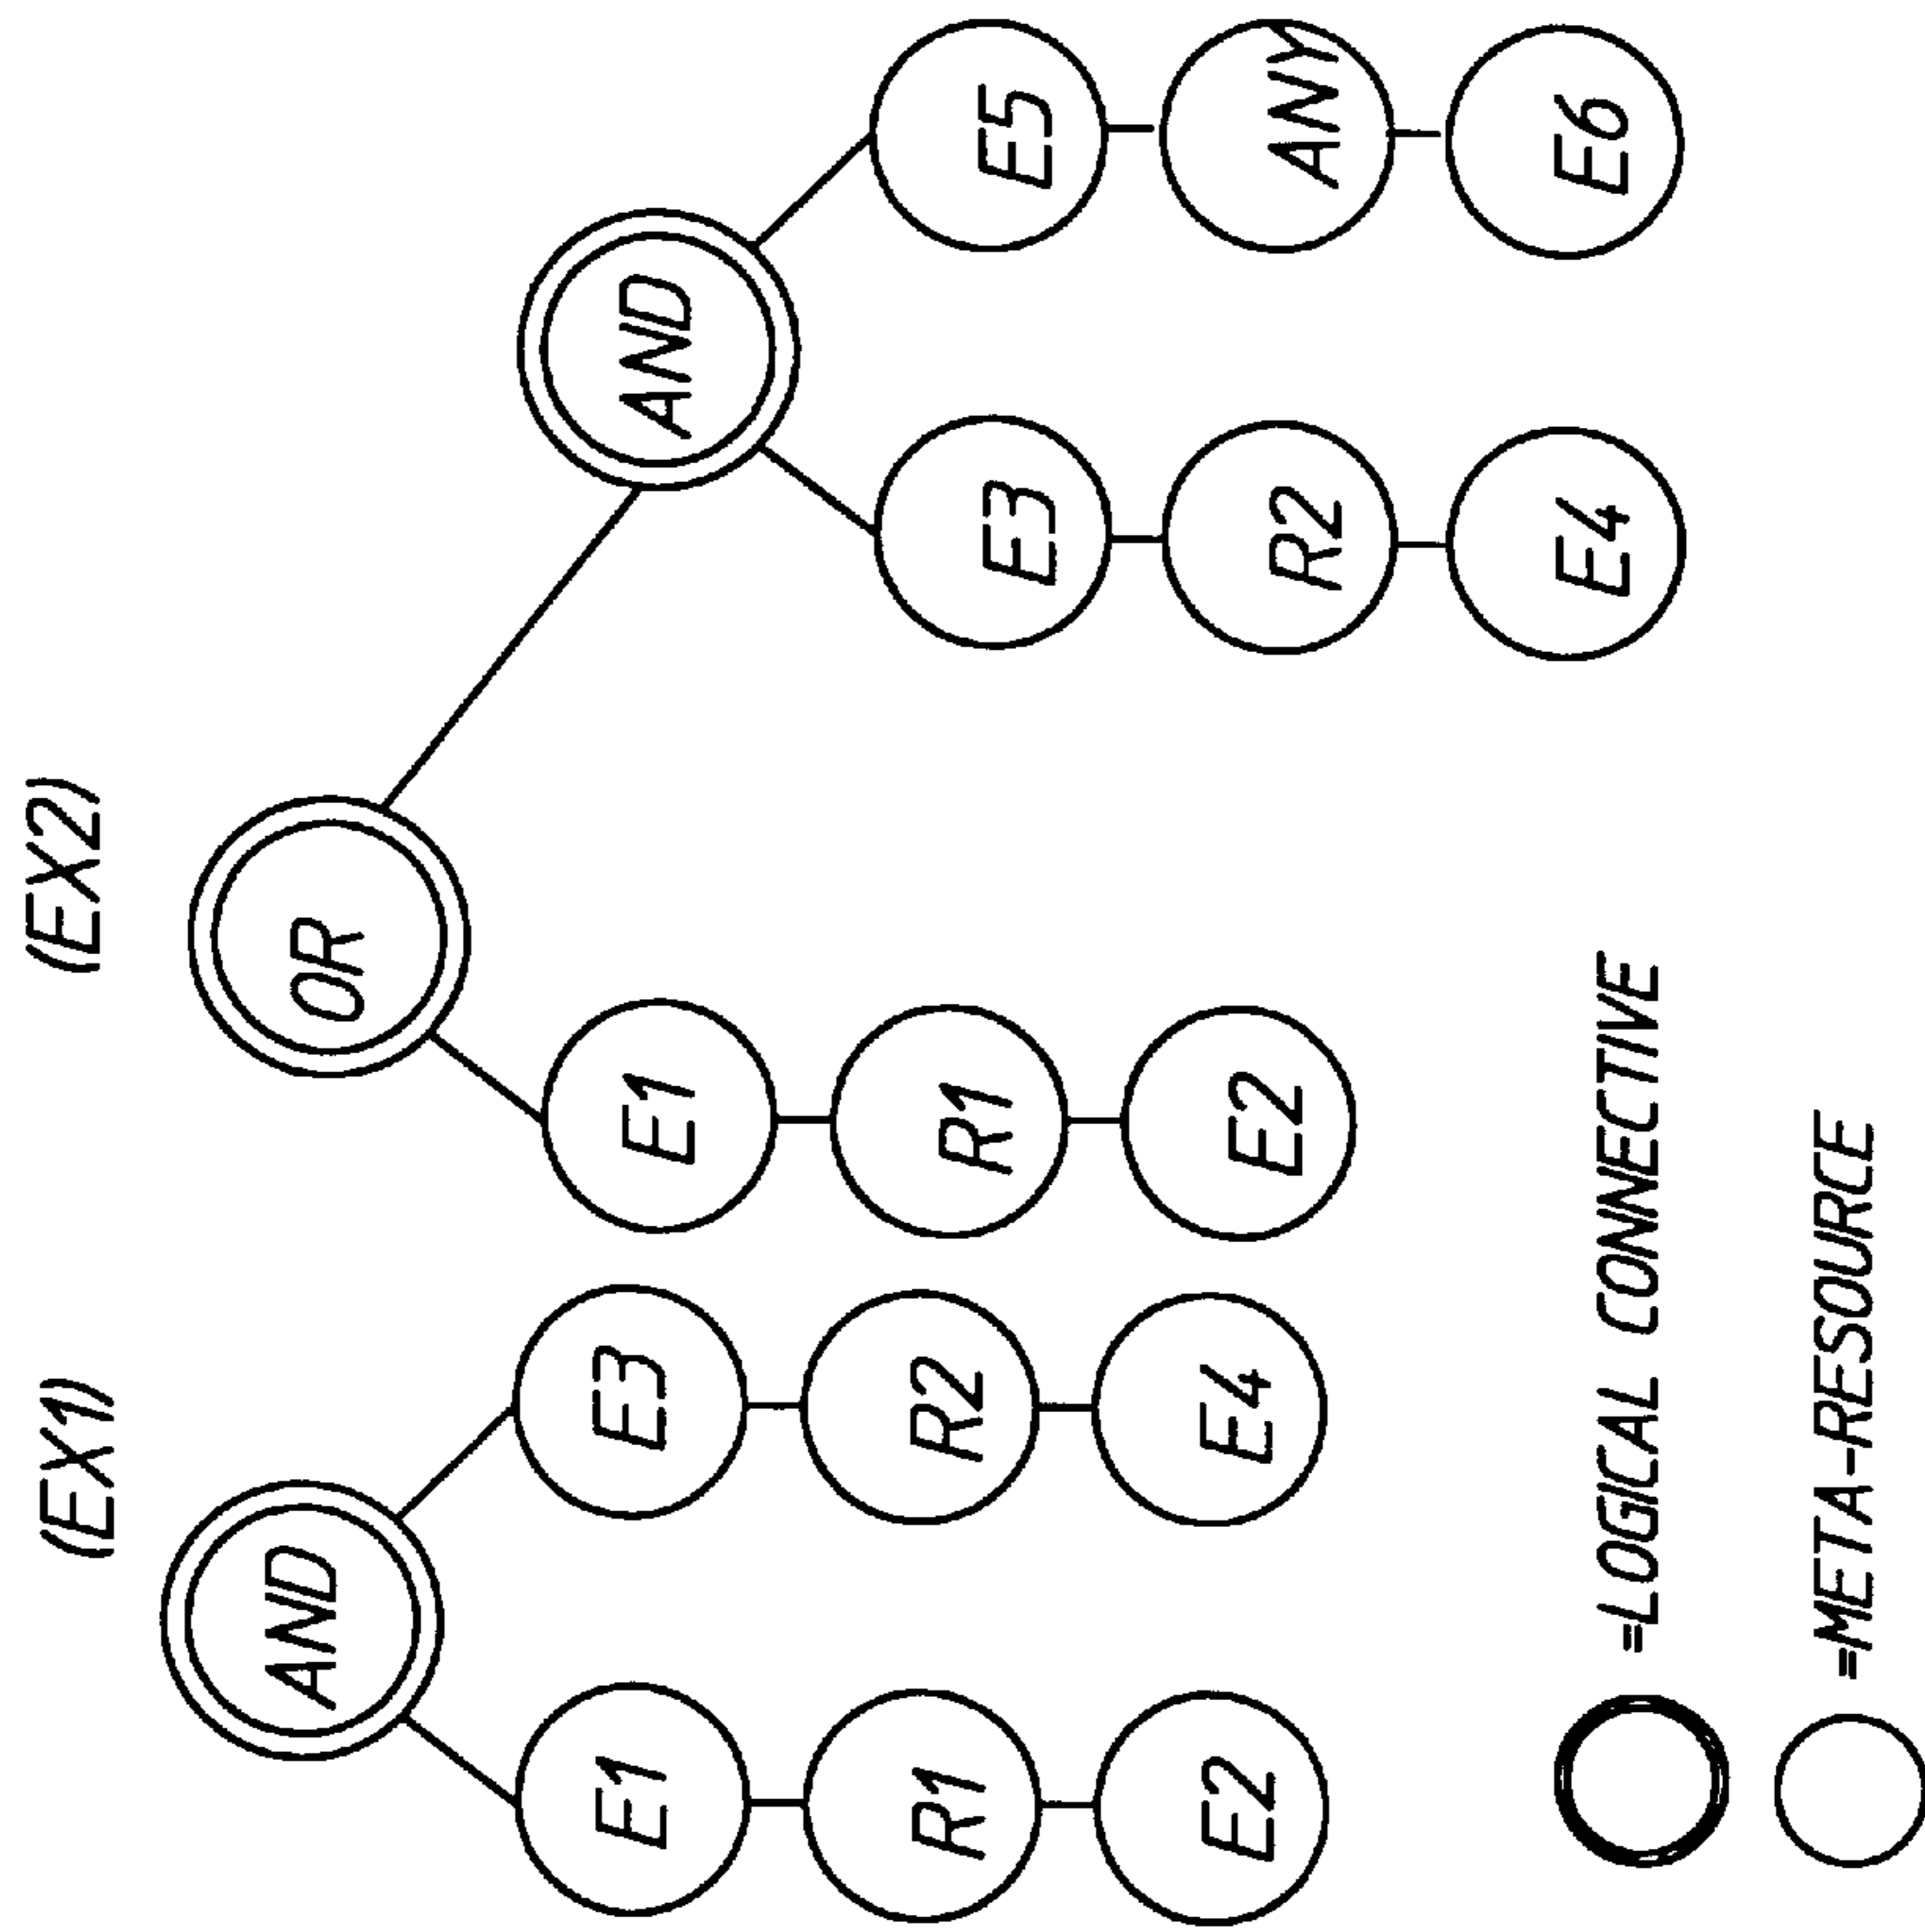 (EX1)
AND
E1
E3
R1
R2
E2
E4
(EX2)
OR
E1
AND
R1
E3
E5
E2
R2
ANY
E4
E6
=LOGICAL CONNECTIVE
=META-RESOURCE